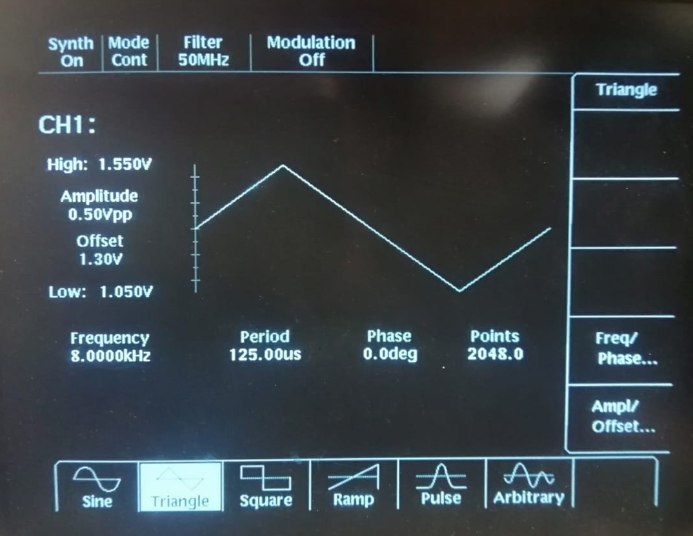 Synth Mode Filter Modulation
On Cont 50MHz Off
Triangle
CH1:
High: 1.550V
Amplitude
0.50Vpp
Offset
1.30V
Low: 1.050V
Frequency Period Phase Points
8.0000kHz 125.00us 0.0deg 2048.0
Freq/
Phase...
Ampl/
Offset...
Sine Triangle Square Ramp Pulse Arbitrary